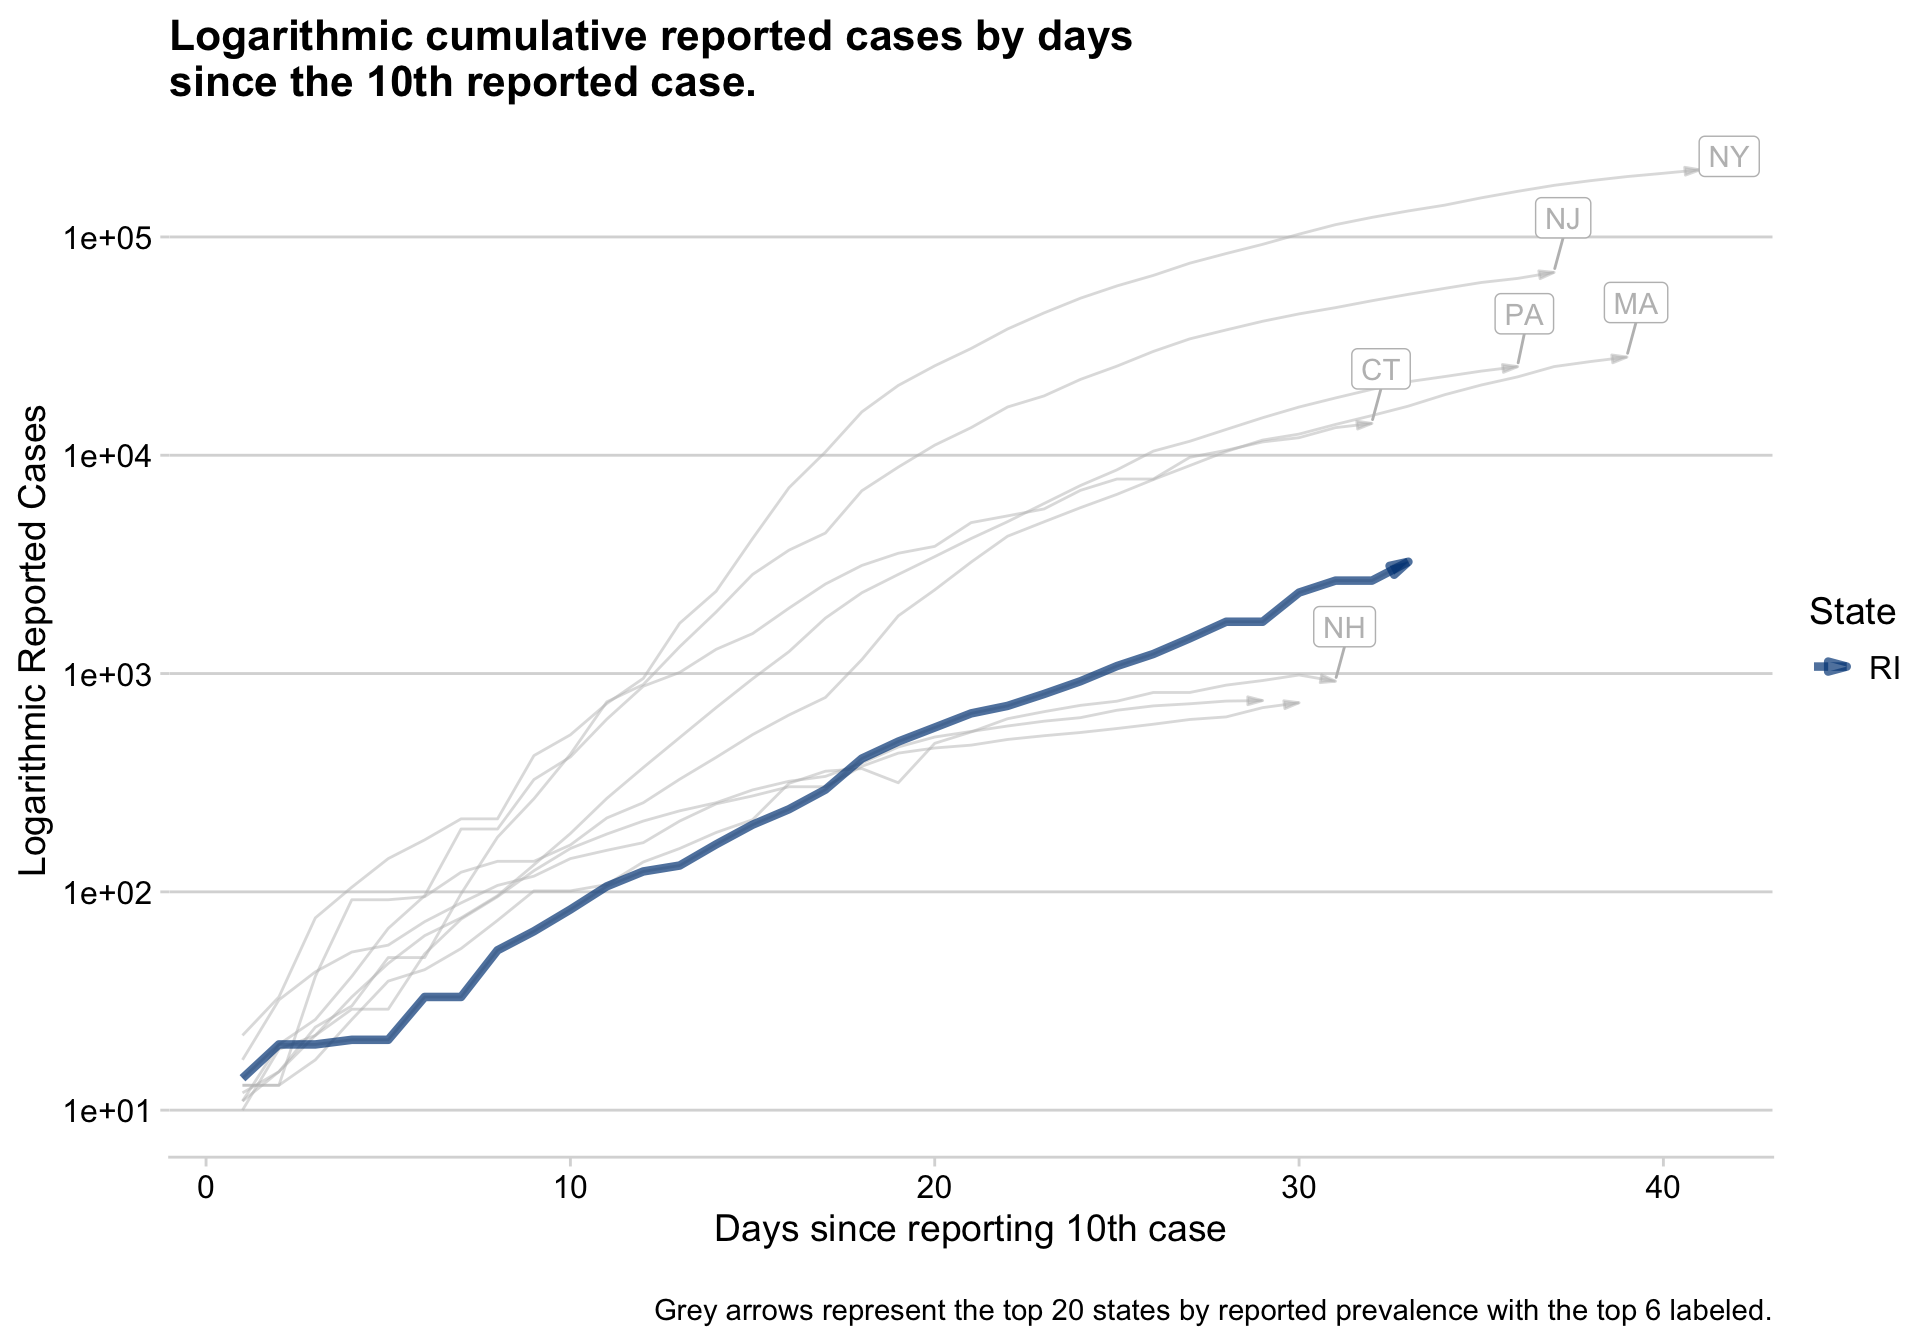 Logarithmic cumulative reported cases by days
since the 10th reported case.
NY
NJ
MA
PA
CT
NH
1e+05
1e+04
1e+03
1e+02
1e+01
Logarithmic Reported Cases
State
RI
0 10 20 30 40
Days since reporting 10th case
Grey arrows represent the top 20 states by reported prevalence with the top 6 labeled.